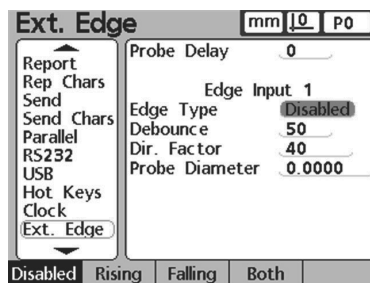 Ext. Edge
mm 0 P0
Report
Rep Chars
Send
Send Chars
Parallel
RS232
USB
Hot Keys
Clock
Ext. Edge
Probe Delay 0
Edge Input 1
Edge Type Disabled
Debounce 50
Dir. Factor 40
Probe Diameter 0.0000
Disabled Rising Falling Both